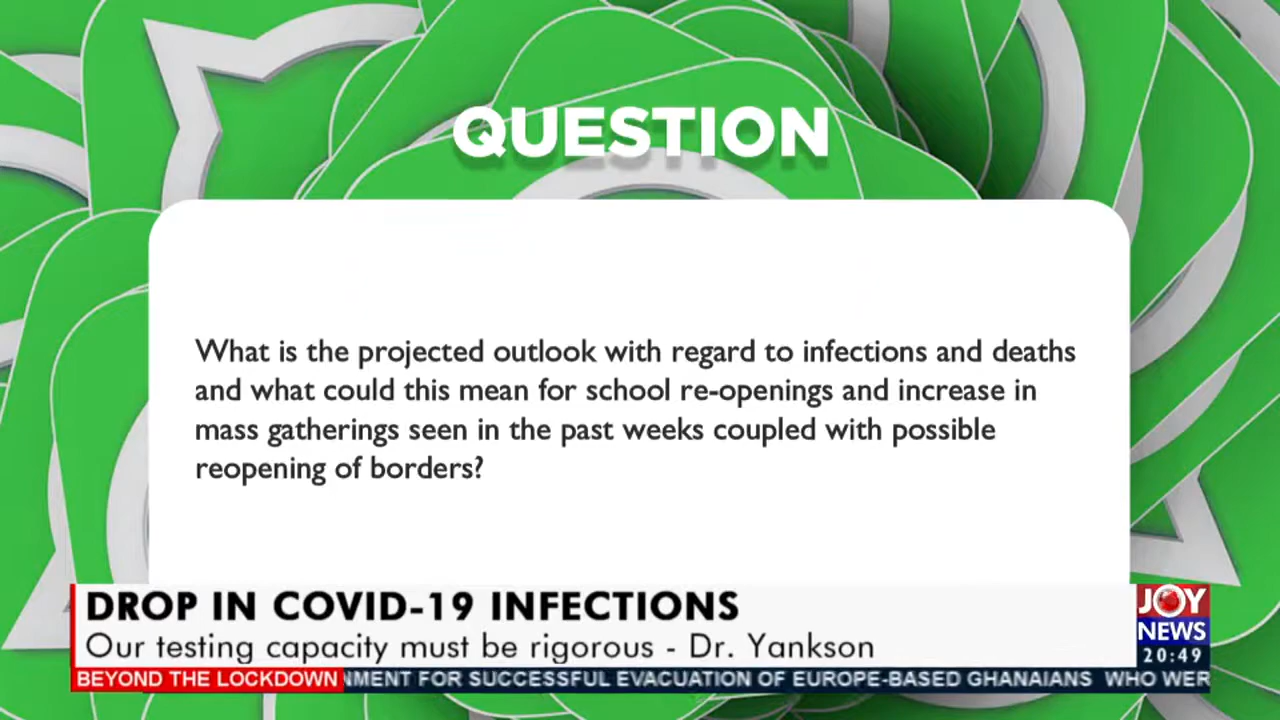 QUESTION
What is the projected outlook with regard to infections and deaths
and what could this mean for school re-openings and increase in
mass gatherings seen in the past weeks coupled with possible
reopening of borders?
DROP IN COVID-19 INFECTIONS
Our testing capacity must be rigorous - Dr. Yankson
JOY
NEWS
20:49
BEYOND THE LOCKDOWN
FOR SUCCESSFUL EVACUATION OF EUROPE-BASED GHANAIANS WHO